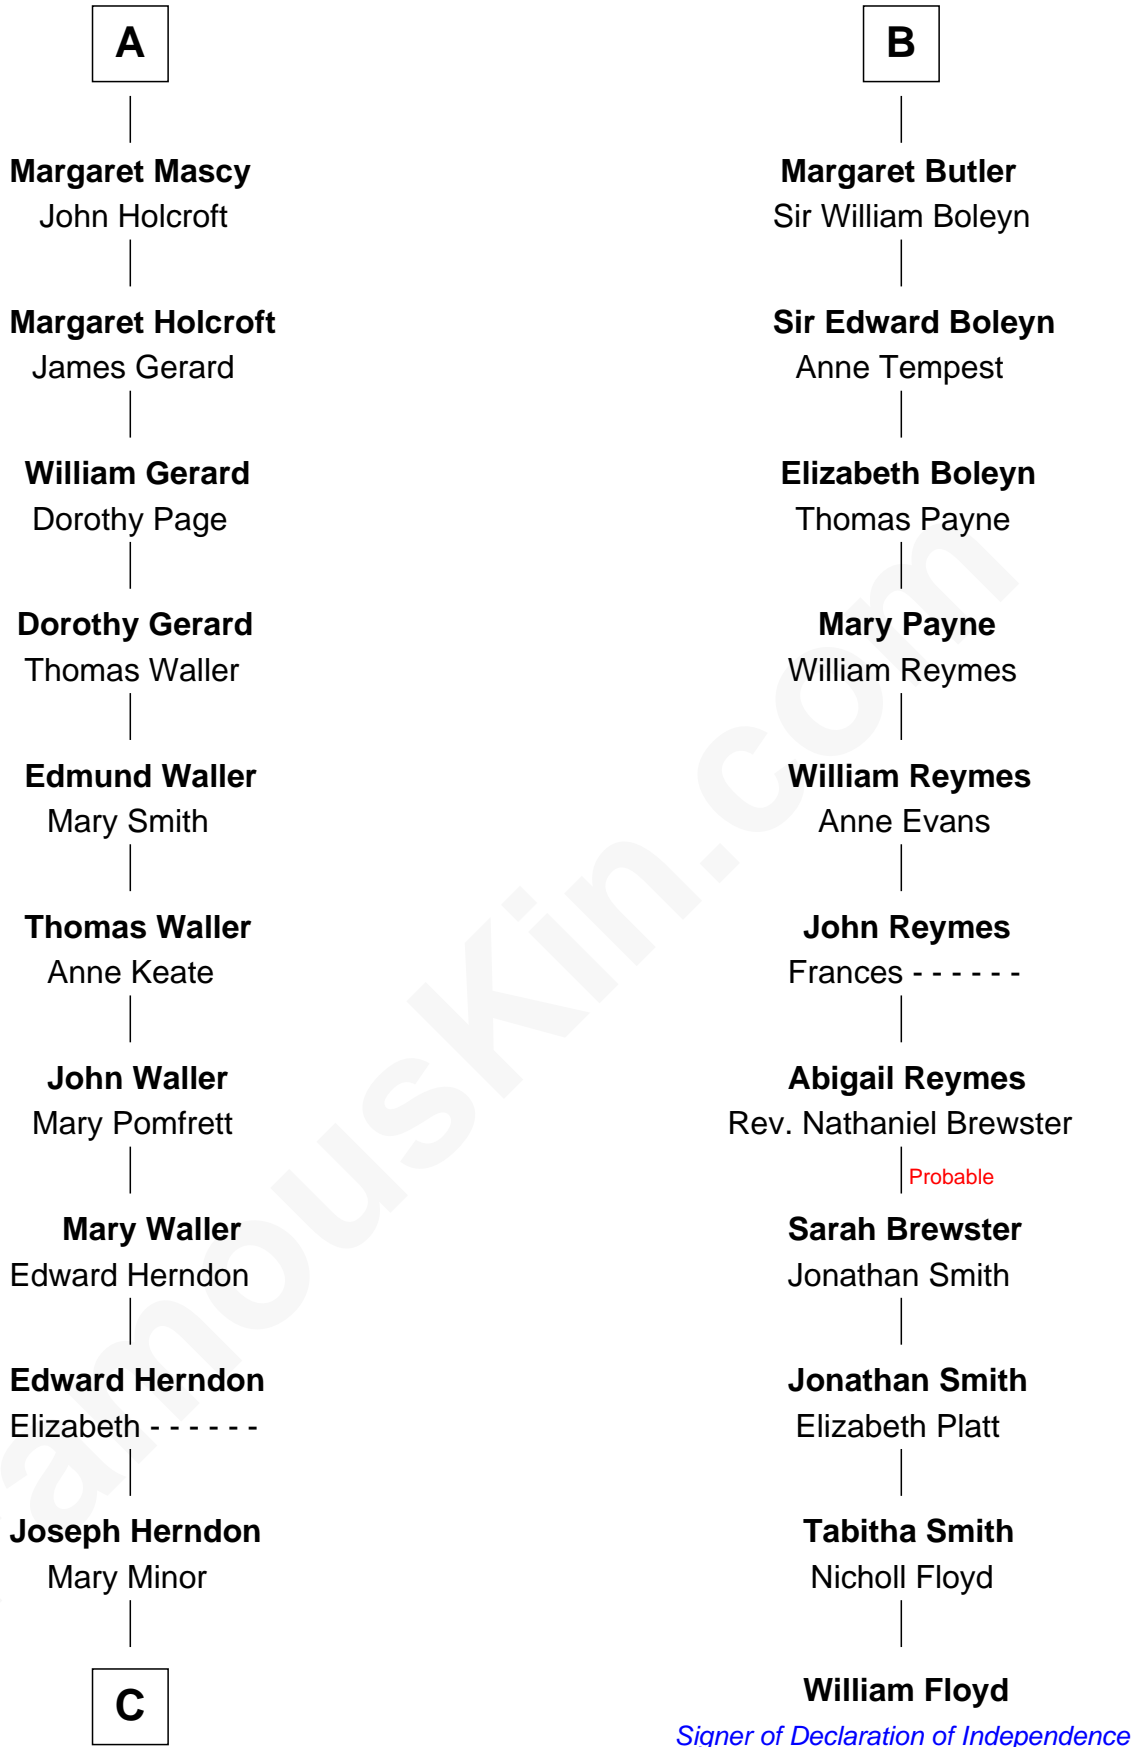 A
Margaret Mascy
John Holcroft
Margaret Holcroft
James Gerard
William Gerard
Dorothy Page
Dorothy Gerard
Thomas Waller
Edmund Waller
Mary Smith
Thomas Waller
Anne Keate
John Waller
Mary Pomfrett
Mary Waller
Edward Herndon
Edward Herndon
Elizabeth - - - - - -
Joseph Herndon
Mary Minor
C
B
Margaret Butler
Sir William Boleyn
Sir Edward Boleyn
Anne Tempest
Elizabeth Boleyn
Thomas Payne
Mary Payne
William Reymes
William Reymes
Anne Evans
John Reymes
Frances - - - - - -
Abigail Reymes
Rev. Nathaniel Brewster
Probable
Sarah Brewster
Jonathan Smith
Jonathan Smith
Elizabeth Platt
Tabitha Smith
Nicholl Floyd
William Floyd
Signer of Declaration of Independence
amouskin.com